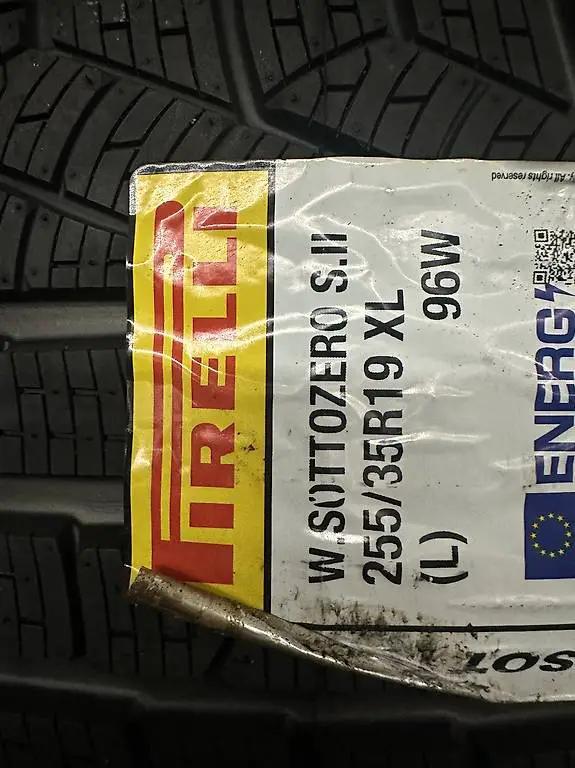 PIRELLI
W.SOTTOZERO S.II
255/35R19 XL
(L) 96W
ENERG
y. All rights reserved